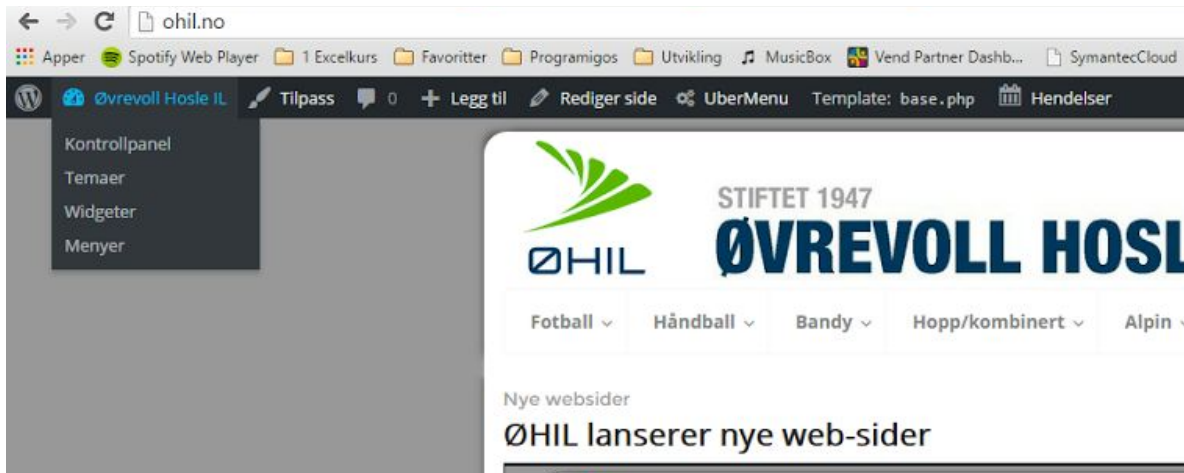 ohil.no
Apper Spotify Web Player 1 Excelkurs Favoritter Programigos Utvikling MusicBox Vend Partner Dashb... SymantecCloud
Øvrevoll Hosle IL Tilpass 0 Legg til Rediger side UberMenu Template: base.php Hendelser
Kontrollpanel
Temaer
Widgeter
Menyer
STIFTET 1947
ØHIL ØVREVOLL HOSL
Fotball Håndball Bandy Hopp/kombinert Alpin
Nye websider
ØHIL lanserer nye web-sider